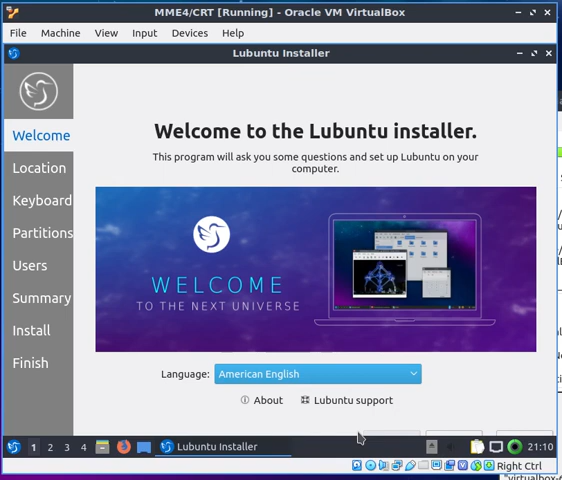 MME4/CRT [Running] - Oracle VM VirtualBox
File Machine View Input Devices Help
Lubuntu Installer
Welcome
Location
Keyboard
Partitions
Users
Summary
Install
Finish
Welcome to the Lubuntu installer.
This program will ask you some questions and set up Lubuntu on your
computer.
WELCOME
TO THE NEXT UNIVERSE
Language: American English
About Lubuntu support
1 2 3 4 Lubuntu Installer 21:10
Right Ctrl